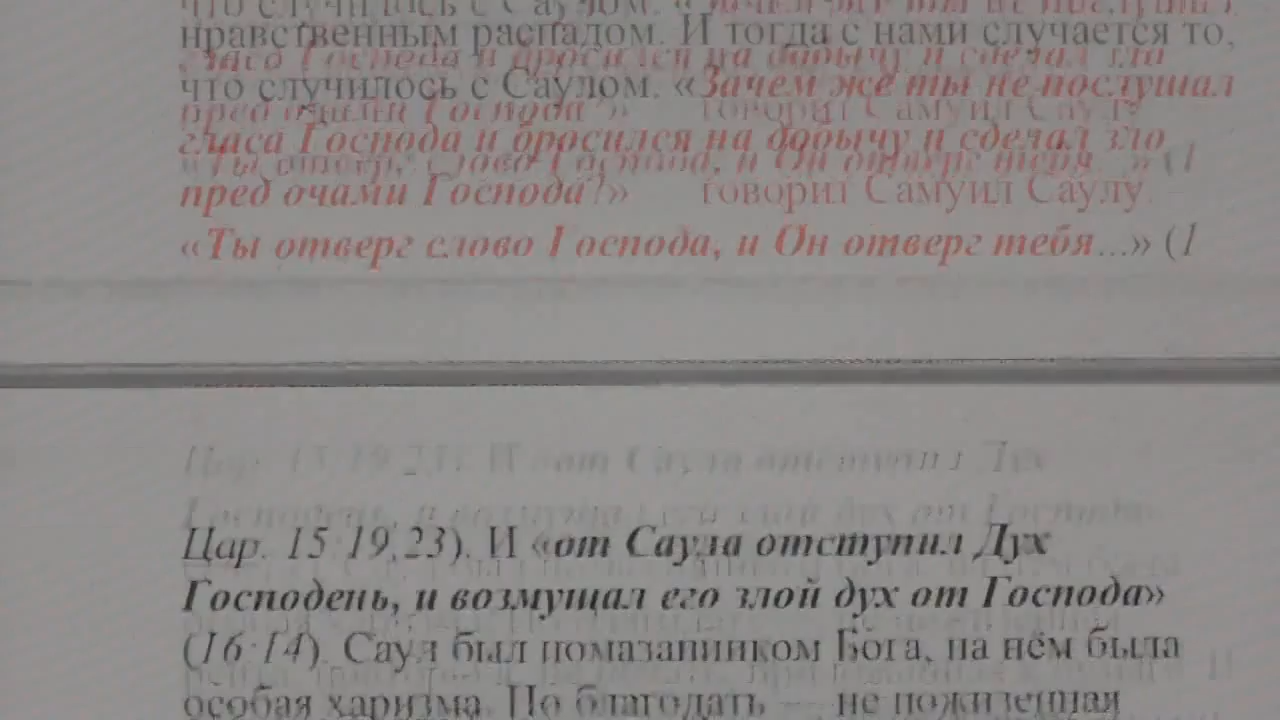 нравственным распадом. И тогда с нами случается то,
что случилось с Саулом. «Зачем же ты не послушал
гласа Господа и бросился на добычу и сделал зло
пред очами Господа?» говорит Самуил Саулу.
«Ты отверг слово Господа, и Он отверг тебя...» (1
Цар. 15:19,23). И «от Саула отступил Дух
Господень, и возмущал его злой дух от Господа»
(16:14). Саул был помазанником Бога, на нём была
особая харизма. Но благодать — не пожизненная